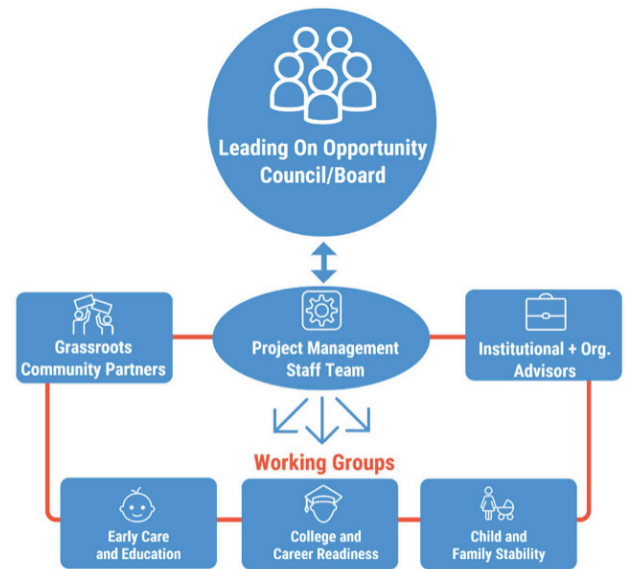 Leading On Opportunity
Council/Board
Grassroots
Community Partners
Project Management
Staff Team
Institutional + Org.
Advisors
Working Groups
Early Care
and Education
College and
Career Readiness
Child and
Family Stability